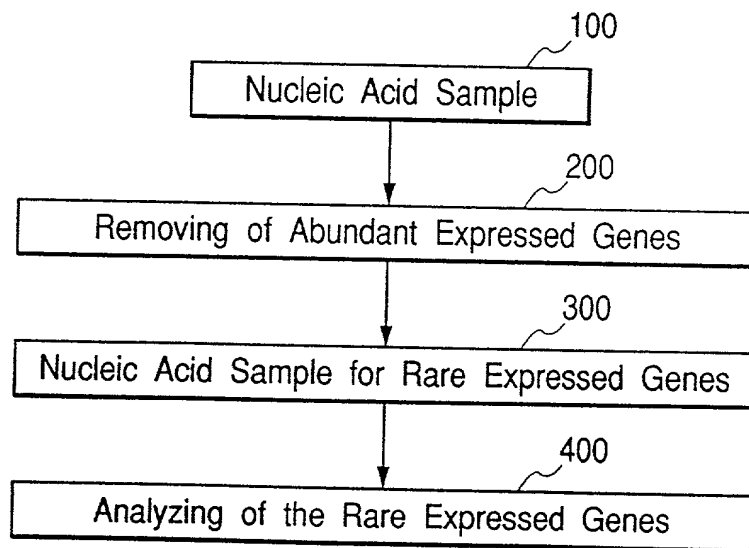 100
Nucleic Acid Sample
200
Removing of Abundant Expressed Genes
300
Nucleic Acid Sample for Rare Expressed Genes
400
Analyzing of the Rare Expressed Genes